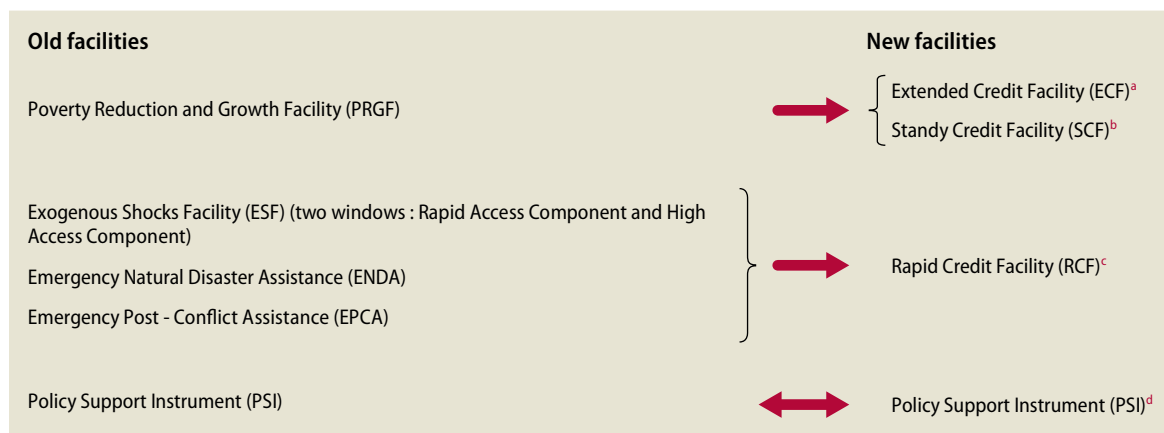 Old facilities
New facilities
Poverty Reduction and Growth Facility (PRGF)
Extended Credit Facility (ECF)a
Standy Credit Facility (SCF)b
Exogenous Shocks Facility (ESF) (two windows : Rapid Access Component and High
Access Component)
Emergency Natural Disaster Assistance (ENDA)
Emergency Post - Conflict Assistance (EPCA)
Rapid Credit Facility (RCF)c
Policy Support Instrument (PSI)
Policy Support Instrument (PSI)d